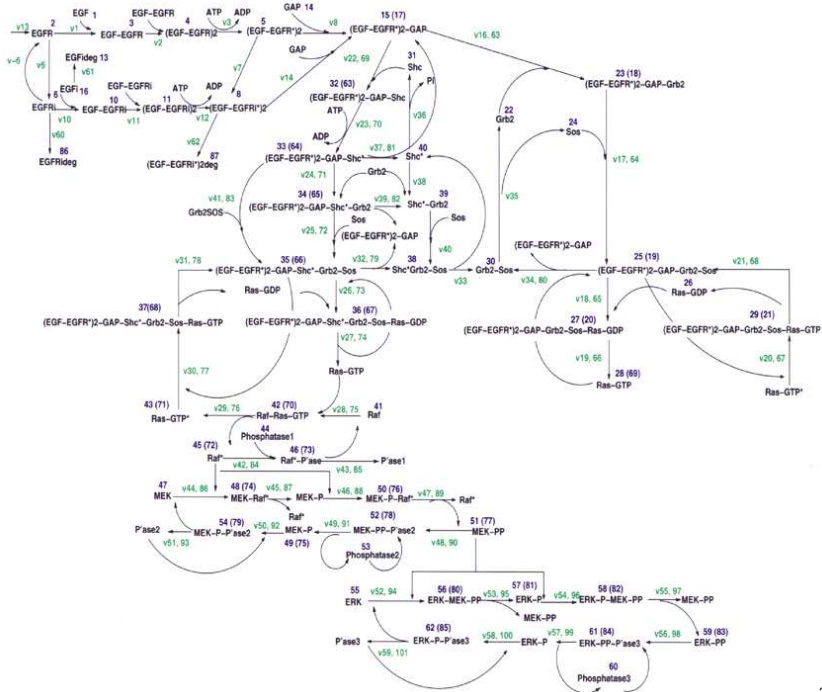 EGF 1
EGF-EGFR
ATP
ADP
GAP 14
v13
2
EGFR
v1
3
EGF-EGFR
v2
4
(EGF-EGFR)2
v3
5
(EGF-EGFR*)2
v8
15 (17)
(EGF-EGFR*)2-GAP
v16, 63
v-6
v5
EGFideg 13
v61
EGFi
16
EGF-EGFRi
ATP
ADP
v7
GAP
v14
v22, 69
31
Shc
Pi
23 (18)
(EGF-EGFR*)2-GAP-Grb2
6
EGFRi
v10
10
EGF-EGFRi
v11
11
(EGF-EGFRi)2
v12
8
(EGF-EGFRi*)2
32 (63)
(EGF-EGFR*)2-GAP-Shc
v36
22
Grb2
24
Sos
v60
v62
ATP
v23, 70
ADP
86
EGFRideg
87
(EGF-EGFRi*)2deg
33 (64)
(EGF-EGFR*)2-GAP-Shc*
v37, 81
40
Shc*
v17, 64
v24, 71
Grb2
v38
v35
v41, 83
34 (65)
(EGF-EGFR*)2-GAP-Shc*-Grb2
v39, 82
39
Shc*-Grb2
Grb2SOS
Sos
v25, 72
(EGF-EGFR*)2-GAP
Sos
v40
(EGF-EGFR*)2-GAP
v31, 78
35 (66)
(EGF-EGFR*)2-GAP-Shc*-Grb2-Sos
v32, 79
38
Shc*Grb2-Sos
v33
30
Grb2-Sos
v34, 80
25 (19)
(EGF-EGFR*)2-GAP-Grb2-Sos
v21, 68
Ras-GDP
v26, 73
26
Ras-GDP
v18, 65
37(68)
(EGF-EGFR*)2-GAP-Shc*-Grb2-Sos-Ras-GTP
36 (67)
(EGF-EGFR*)2-GAP-Shc*-Grb2-Sos-Ras-GDP
27 (20)
(EGF-EGFR*)2-GAP-Grb2-Sos-Ras-GDP
29 (21)
(EGF-EGFR*)2-GAP-Grb2-Sos-Ras-GTP
v27, 74
v19, 66
v20, 67
v30, 77
Ras-GTP
28 (69)
Ras-GTP
Ras-GTP*
43 (71)
Ras-GTP*
v29, 76
42 (70)
Raf-Ras-GTP
v28, 75
41
Raf
44
Phosphatase1
45 (72)
Raf*
46 (73)
Raf*-P'ase
P'ase1
v42, 84
v43, 85
47
MEK
v44, 86
48 (74)
MEK-Raf*
v45, 87
MEK-P
v46, 88
50 (76)
MEK-P-Raf*
v47, 89
Raf*
Raf*
P'ase2
54 (79)
MEK-P-P'ase2
v50, 92
MEK-P
49 (75)
v49, 91
52 (78)
MEK-PP-P'ase2
51 (77)
MEK-PP
v48, 90
v51, 93
53
Phosphatase2
55
ERK
v52, 94
56 (80)
ERK-MEK-PP
v53, 95
57 (81)
ERK-P
v54, 96
58 (82)
ERK-P-MEK-PP
v55, 97
MEK-PP
MEK-PP
P'ase3
62 (85)
ERK-P-P'ase3
v58, 100
ERK-P
v57, 99
61 (84)
ERK-PP-P'ase3
v56, 98
59 (83)
ERK-PP
v59, 101
60
Phosphatase3